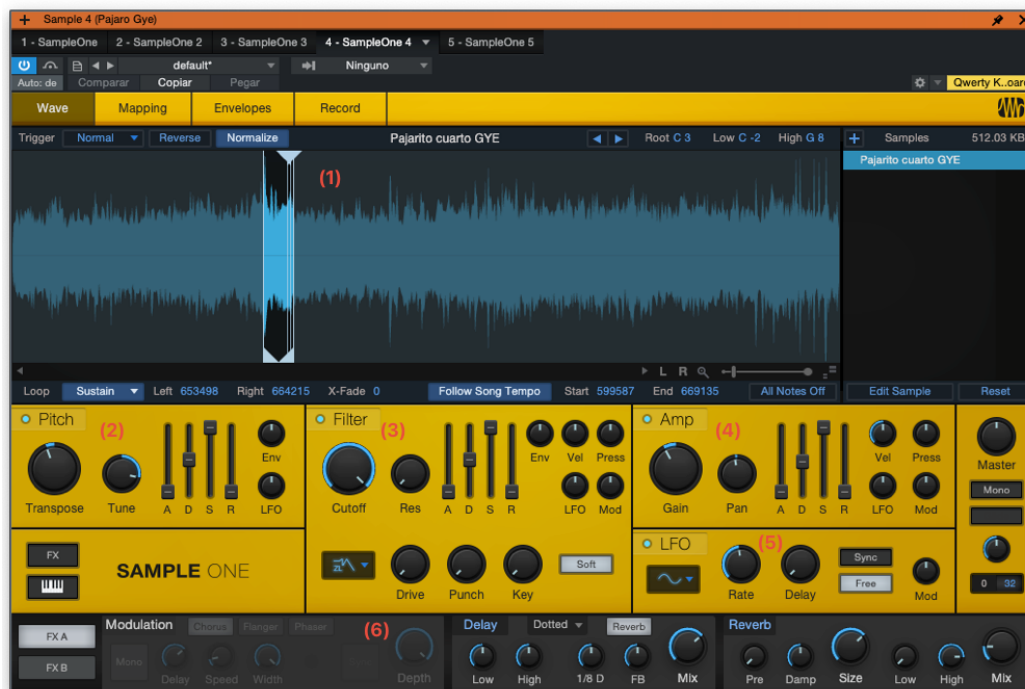 Sample 4 (Pajaro Gye)
1 - SampleOne 2 - SampleOne 2 3 - SampleOne 3 4 - SampleOne 4 5 - SampleOne 5
default* Ninguno
Auto: de Comparar Copiar Pegar Qwerty K..oar
Wave Mapping Envelopes Record
Trigger Normal Reverse Normalize Pajarito cuarto GYE Root C 3 Low C -2 High G 8 Samples 512.03 KB
Pajarito cuarto GYE
(1)
L R
Loop Sustain Left 653498 Right 664215 X-Fade 0 Follow Song Tempo Start 599587 End 669135 All Notes Off Edit Sample Reset
Pitch (2) Filter (3) Amp (4)
Env Env Vel Press Vel Press Master
Mono
Transpose Tune A D S R LFO Cutoff Res A D S R LFO Mod Gain Pan A D S R LFO Mod
LFO (5)
FX SAMPLE ONE Soft Sync
Free
Drive Punch Key Rate Delay Mod 0 32
FX A Modulation Chorus Flanger Phaser (6) Delay Dotted Reverb Reverb
FX B Mono
Delay Speed Width Depth Low High 1/8 D FB Mix Pre Damp Size Low High Mix